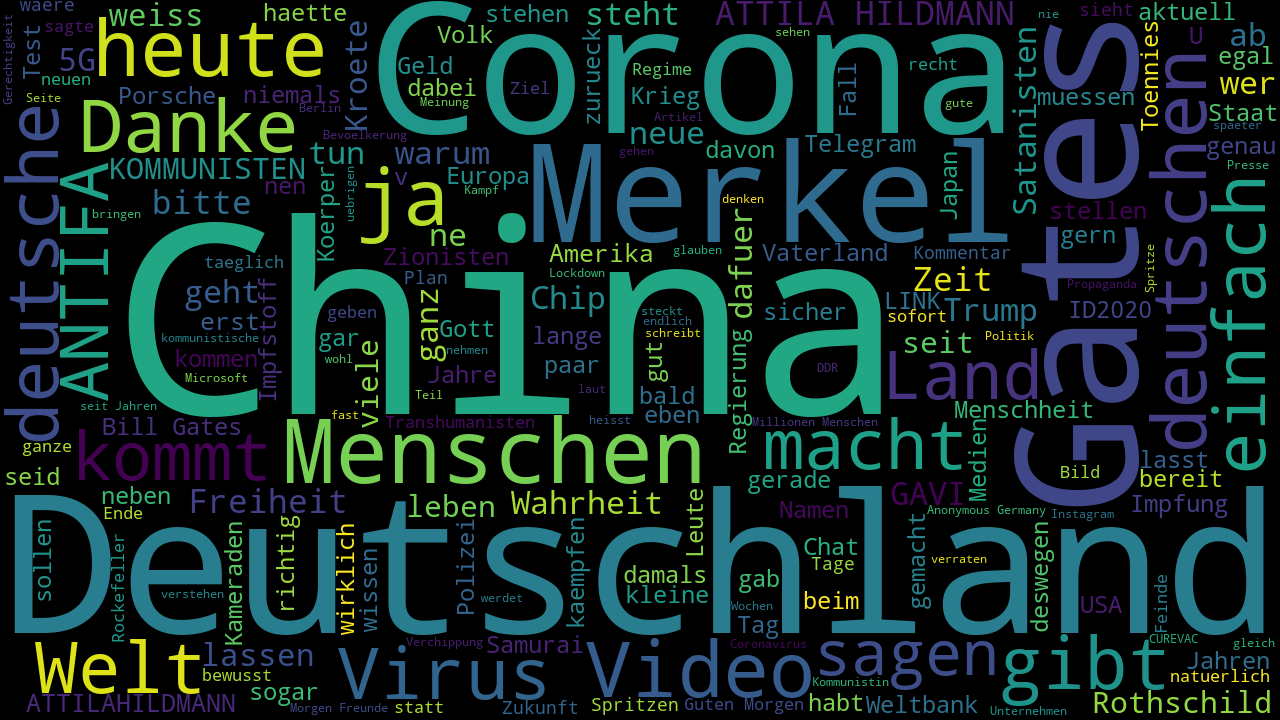 waere
weiss
haette
stehen
steht
ATTILA HILDMANN
sieht
aktuell
sagte
Gerechtigkeit
Test
5G
heute
Kroete
Corona
Volk
sehen
nie
U
ab
neuen
Geld
Regime
recht
egal
Seite
Porsche
niemals
dabei
Ziel
zurueck
Krieg
Fall
gute
Satanisten
muessen
Toennies
wer
Berlin
Meinung
Artikel
Staat
Danke
Bevoelkerung
neue
spaeter
deutsche
ANTIFA
KOMMUNISTEN
tun
warum
gehen
davon
Telegram
Japan
Gates
deutschen
genau
nen
ja
v
Europa
Merkel
Presse
Koerper
uebrigen
Kampf
denken
bitte
bringen
stellen
einfach
ne
dafuer
gern
Zionisten
Amerika
glauben
Vaterland
Kommentar
Spritze
taeglich
Plan
Lockdown
Zeit
Propaganda
geht
Impfstoff
China
Chip
LINK
Trump
ID2020
geben
ganz
steckt
sicher
sofort
erst
Gott
endlich
kommunistische
gar
lange
schreibt
Politik
nehmen
gut
Regierung
seit
kommen
wohl
viele
paar
DDR
Land
Microsoft
Jahre
laut
bald
Teil
seit Jahren
fast
eben
Menschheit
Bill Gates
Transhumanisten
heisst
Millionen Menschen
ganze
kommt
Menschen
macht
Medien
lasst
seid
gerade
Bild
bereit
neben
Freiheit
leben
Wahrheit
Leute
Namen
GAVI
Impfung
Ende
Anonymous Germany
Instagram
sollen
Rockefeller
Kameraden
richtig
wirklich
Wissen
Polizei
kaempfen
Chat
gemacht
deswegen
Deutschland
damals
gab
Tage
verraten
Feinde
verstehen
werdet
kleine
Wochen
beim
USA
Tag
Welt
lassen
Verchippung
Samurai
Coronavirus
sagen
gibt
CUREVAC
gleich
Virus
Video
Jahren
bewusst
natuerlich
sogar
Kommunistin
ATTILAHILDMANN
Morgen Freunde
statt
Zukunft
Spritzen
Guten Morgen
habt
Weltbank
Unternehmen
Rothschild